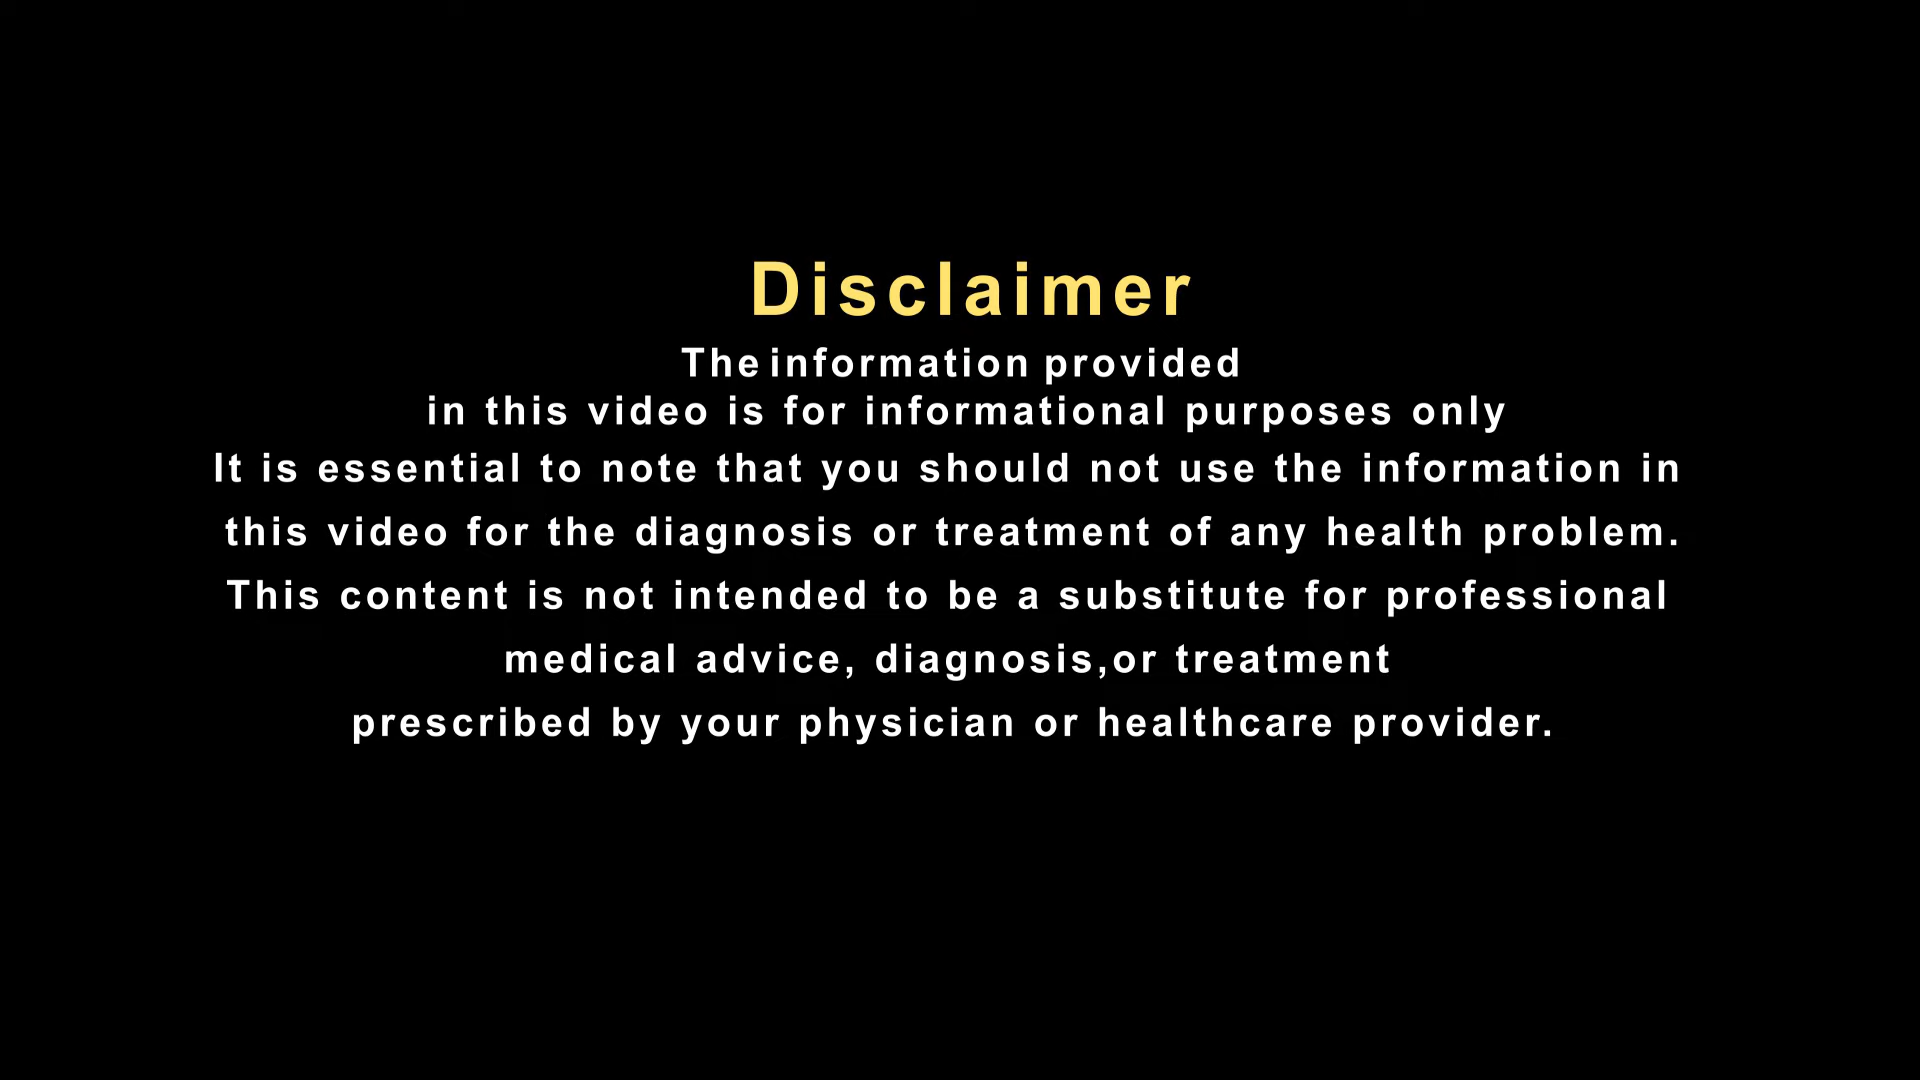 Disclaimer
The information provided
in this video is for informational purposes only
It is essential to note that you should not use the information in
this video for the diagnosis or treatment of any health problem.
This content is not intended to be a substitute for professional
medical advice, diagnosis,or treatment
prescribed by your physician or healthcare provider.